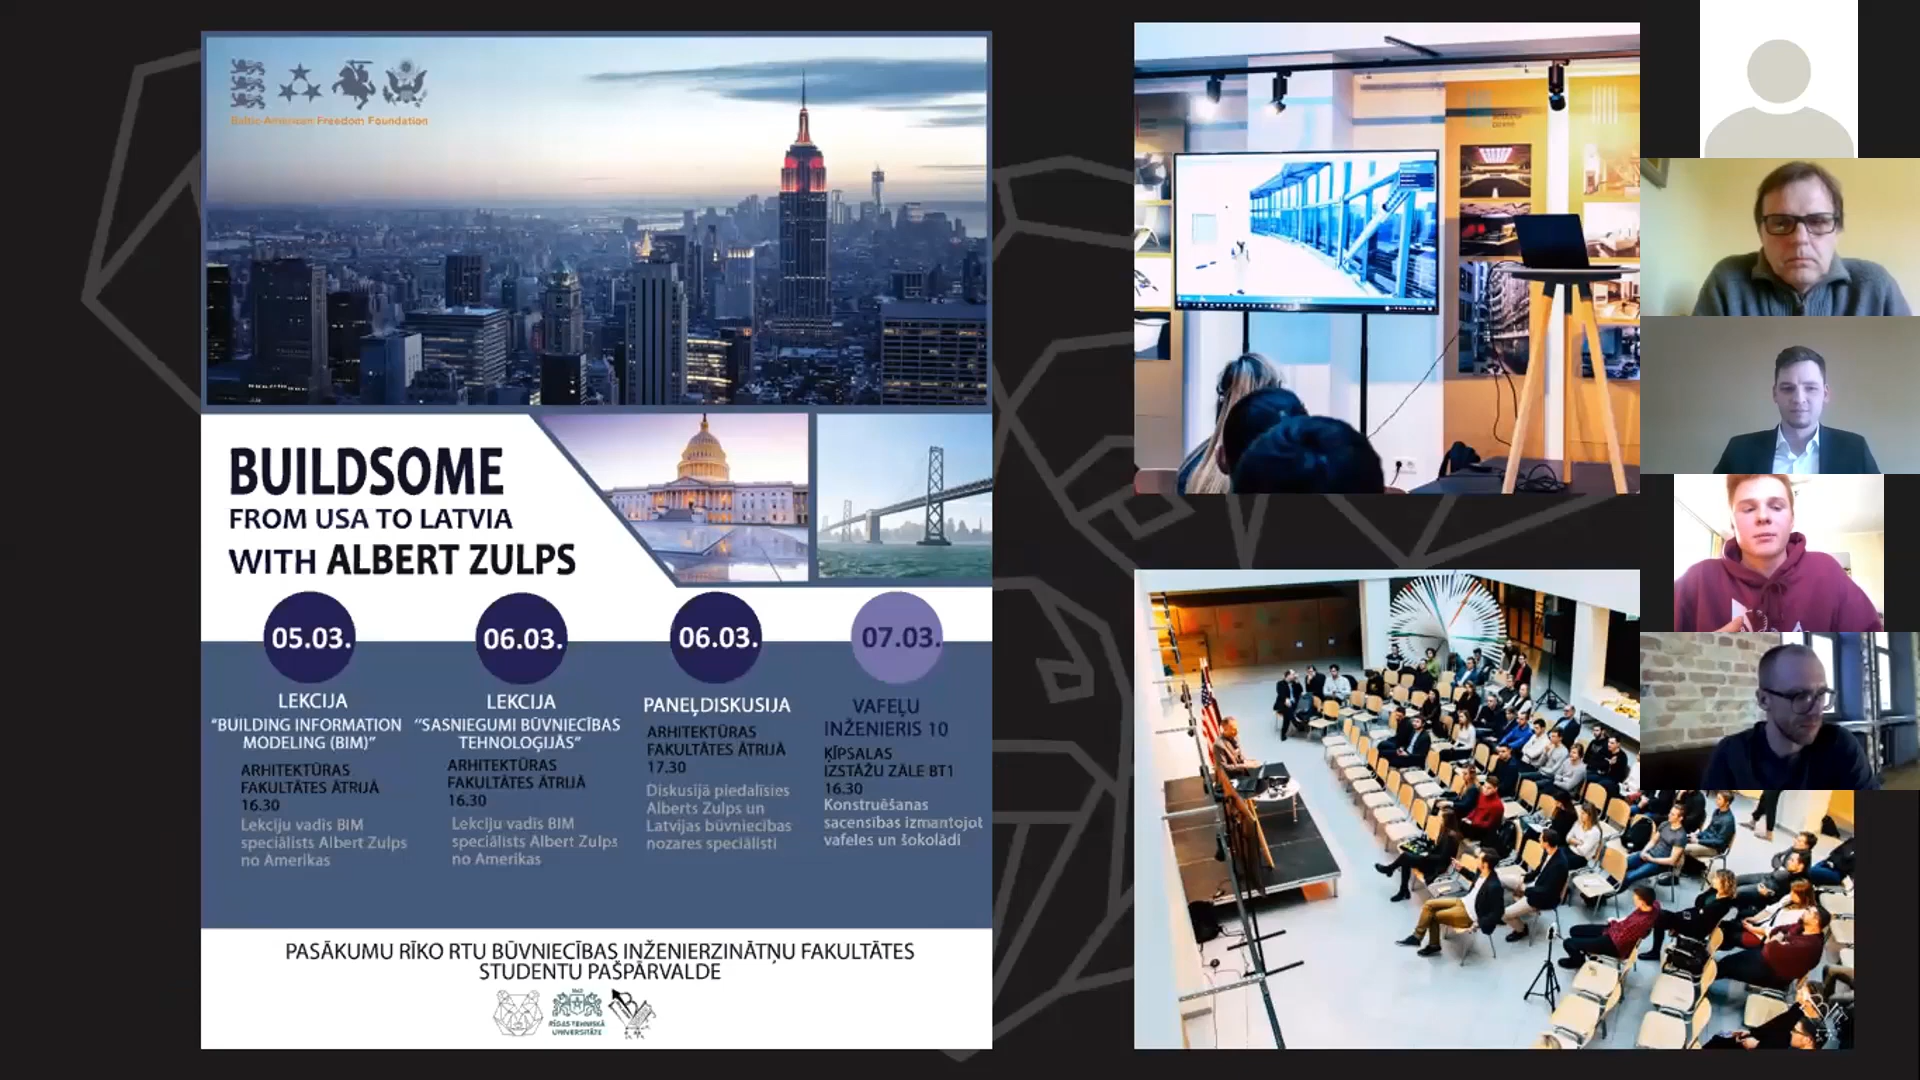 Baltic-American Freedom Foundation
BUILDSOME
FROM USA TO LATVIA
WITH ALBERT ZULPS
05.03.
LEKCIJA
"BUILDING INFORMATION
MODELING (BIM)"
ARHITEKTŪRAS
FAKULTĀTES ĀTRIJĀ
16.30
Lekciju vadīs BIM
speciālists Albert Zulps
no Amerikas
06.03.
LEKCIJA
"SASNIEGUMI BŪVNIECĪBAS
TEHNOLOĢIJĀS"
ARHITEKTŪRAS
FAKULTĀTES ĀTRIJĀ
16.30
Lekciju vadīs BIM
speciālists Albert Zulps
no Amerikas
06.03.
PANEĻDISKUSIJA
ARHITEKTŪRAS
FAKULTĀTES ĀTRIJĀ
17.30
Diskusijā piedalīsies
Alberts Zulps un
Latvijas būvniecības
nozares speciālisti
07.03.
VAFEĻU
INŽENIERIS 10
ĶĪPSALAS
IZSTĀŽU ZĀLE BT1
16.30
Konstruēšanas
sacensības izmantojot
vafeles un šokolādi
PASĀKUMU RĪKO RTU BŪVNIECĪBAS INŽENIERZINĀTŅU FAKULTĀTES
STUDENTU PAŠPĀRVALDE
RĪGAS TEHNISKĀ
UNIVERSITĀTE